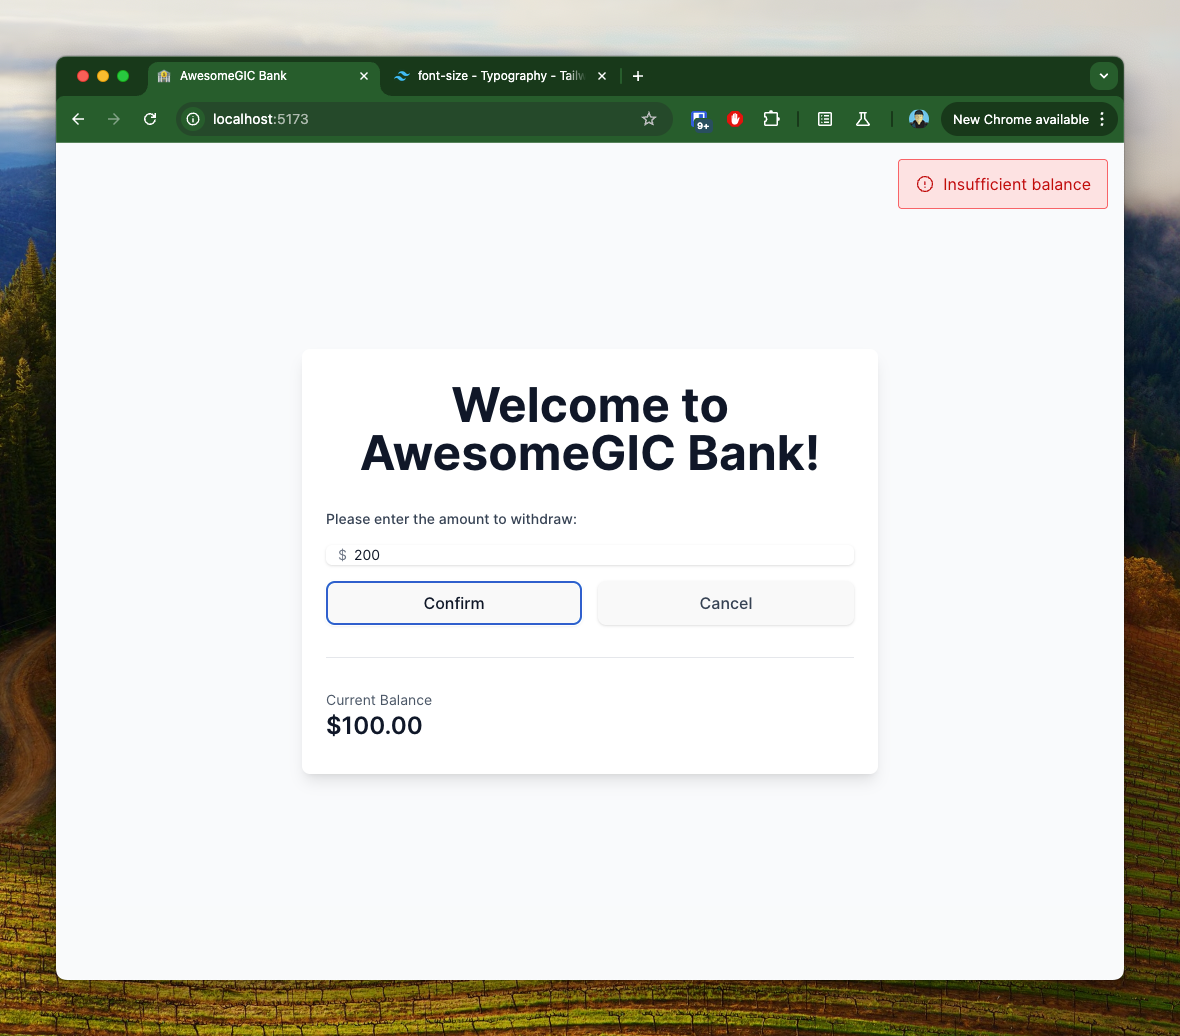 AwesomeGIC Bank
font-size - Typography - Tailw
localhost:5173
9+
New Chrome available
Insufficient balance
Welcome to
AwesomeGIC Bank!
Please enter the amount to withdraw:
$ 200
Confirm
Cancel
Current Balance
$100.00